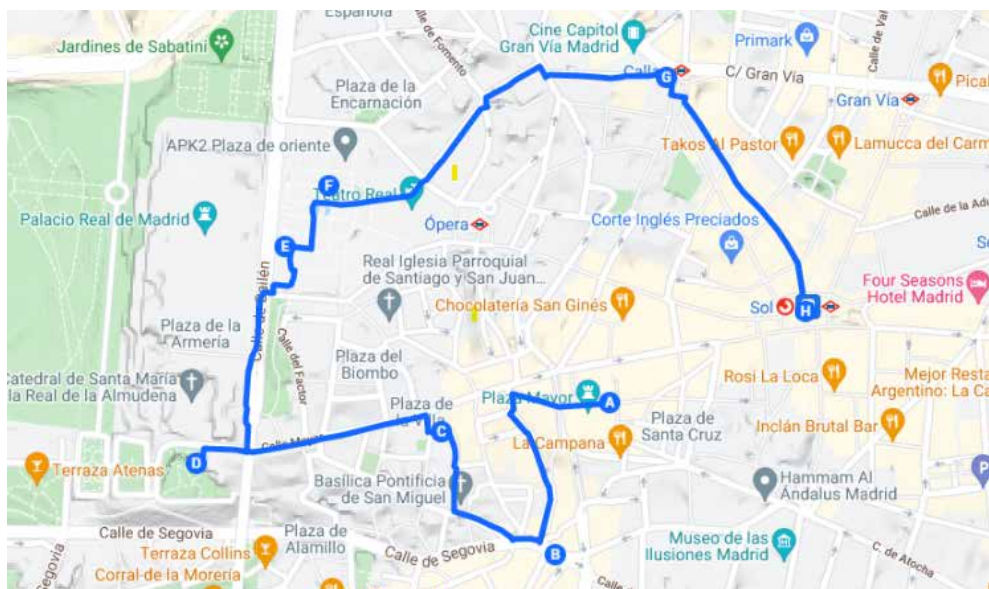 Española
Cine Capitol
Gran Vía Madrid
Primark
Calle de Val
Jardines de Sabatini
Calle de Fomento
Calle
G
C/ Gran Vía
Pical
Plaza de la
Encarnación
Gran Vía
APK2.Plaza de oriente
Takos Al Pastor
Lamucca del Carm
F
Teatro Real
Palacio Real de Madrid
Ópera
Corte Inglés Preciados
Calle de la Adu
E
Real Iglesia Parroquial
de Santiago y San Juan...
Four Seasons
Hotel Madrid
Calle de Bailén
Chocolatería San Ginés
Sol
H
Plaza de la
Armería
Calle del Factor
Plaza del
Biombo
Catedral de Santa María
la Real de la Almudena
Rosi La Loca
Mejor Resta
Argentino: La Ca
Plaza Mayor
A
Plaza de
la Villa
C
La Campana
Plaza de
Santa Cruz
Inclán Brutal Bar
Calle Mayor
D
Terraza Atenas
Basílica Pontificia
de San Miguel
Hammam Al
Ándalus Madrid
P
Calle de Segovia
Plaza de
Alamillo
Calle de Segovia
B
Museo de las
Ilusiones Madrid
Terraza Collins
Corral de la Morería
C. de Atocha